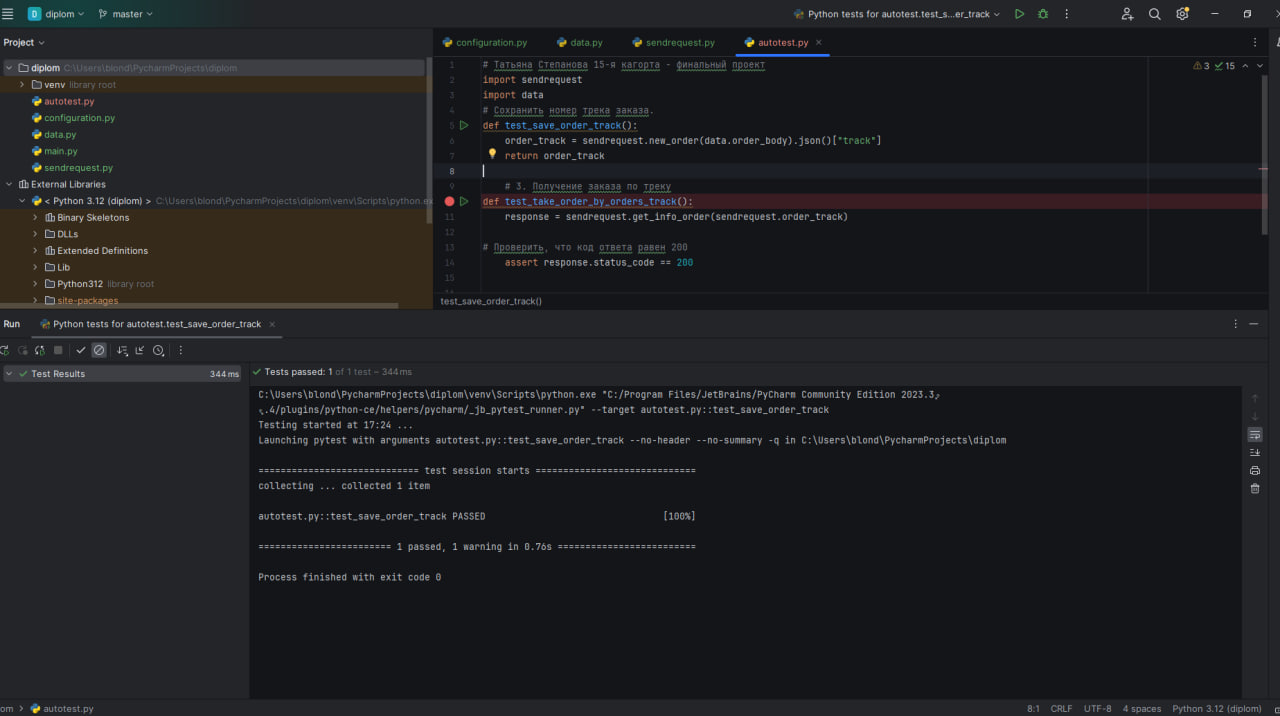 D diplom master Python tests for autotest.test_s...er_track
Project
configuration.py data.py sendrequest.py autotest.py
diplom C:\Users\blond\PycharmProjects\diplom
venv library root
autotest.py
configuration.py
data.py
main.py
sendrequest.py
External Libraries
< Python 3.12 (diplom) > C:\Users\blond\PycharmProjects\diplom\venv\Scripts\python.ex
Binary Skeletons
DLLs
Extended Definitions
Lib
Python312 library root
site-packages
3 15
1 # Татьяна Степанова 15-я кагорта - финальный проект
2 import sendrequest
3 import data
4 # Сохранить номер трека заказа.
5 def test_save_order_track():
6 order_track = sendrequest.new_order(data.order_body).json()["track"]
7 return order_track
8
9 # 3. Получение заказа по треку
def test_take_order_by_orders_track():
11 response = sendrequest.get_info_order(sendrequest.order_track)
12
13 # Проверить, что код ответа равен 200
14 assert response.status_code == 200
15
test_save_order_track()
Run Python tests for autotest.test_save_order_track
Test Results 344 ms
Tests passed: 1 of 1 test – 344 ms
C:\Users\blond\PycharmProjects\diplom\venv\Scripts\python.exe "C:/Program Files/JetBrains/PyCharm Community Edition 2023.3
.4/plugins/python-ce/helpers/pycharm/_jb_pytest_runner.py" --target autotest.py::test_save_order_track
Testing started at 17:24 ...
Launching pytest with arguments autotest.py::test_save_order_track --no-header --no-summary -q in C:\Users\blond\PycharmProjects\diplom
============================= test session starts =============================
collecting ... collected 1 item
autotest.py::test_save_order_track PASSED [100%]
======================== 1 passed, 1 warning in 0.76s =========================
Process finished with exit code 0
om > autotest.py 8:1 CRLF UTF-8 4 spaces Python 3.12 (diplom)